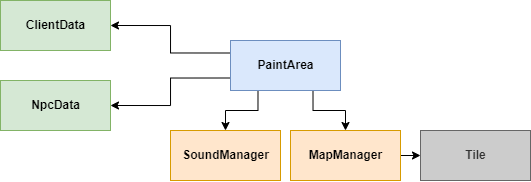 ClientData
PaintArea
NpcData
SoundManager
MapManager
Tile